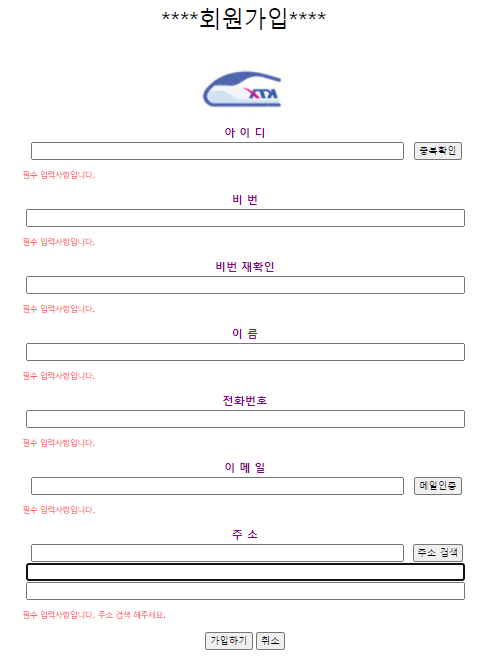 ****회원가입****
KTX
아 이 디
중복확인
필수 입력사항입니다.
비 번
필수 입력사항입니다.
비번 재확인
필수 입력사항입니다.
이 름
필수 입력사항입니다.
전화번호
필수 입력사항입니다.
이 메 일
메일인증
필수 입력사항입니다.
주 소
주소 검색
필수 입력사항입니다. 주소 검색 해주세요.
가입하기 취소